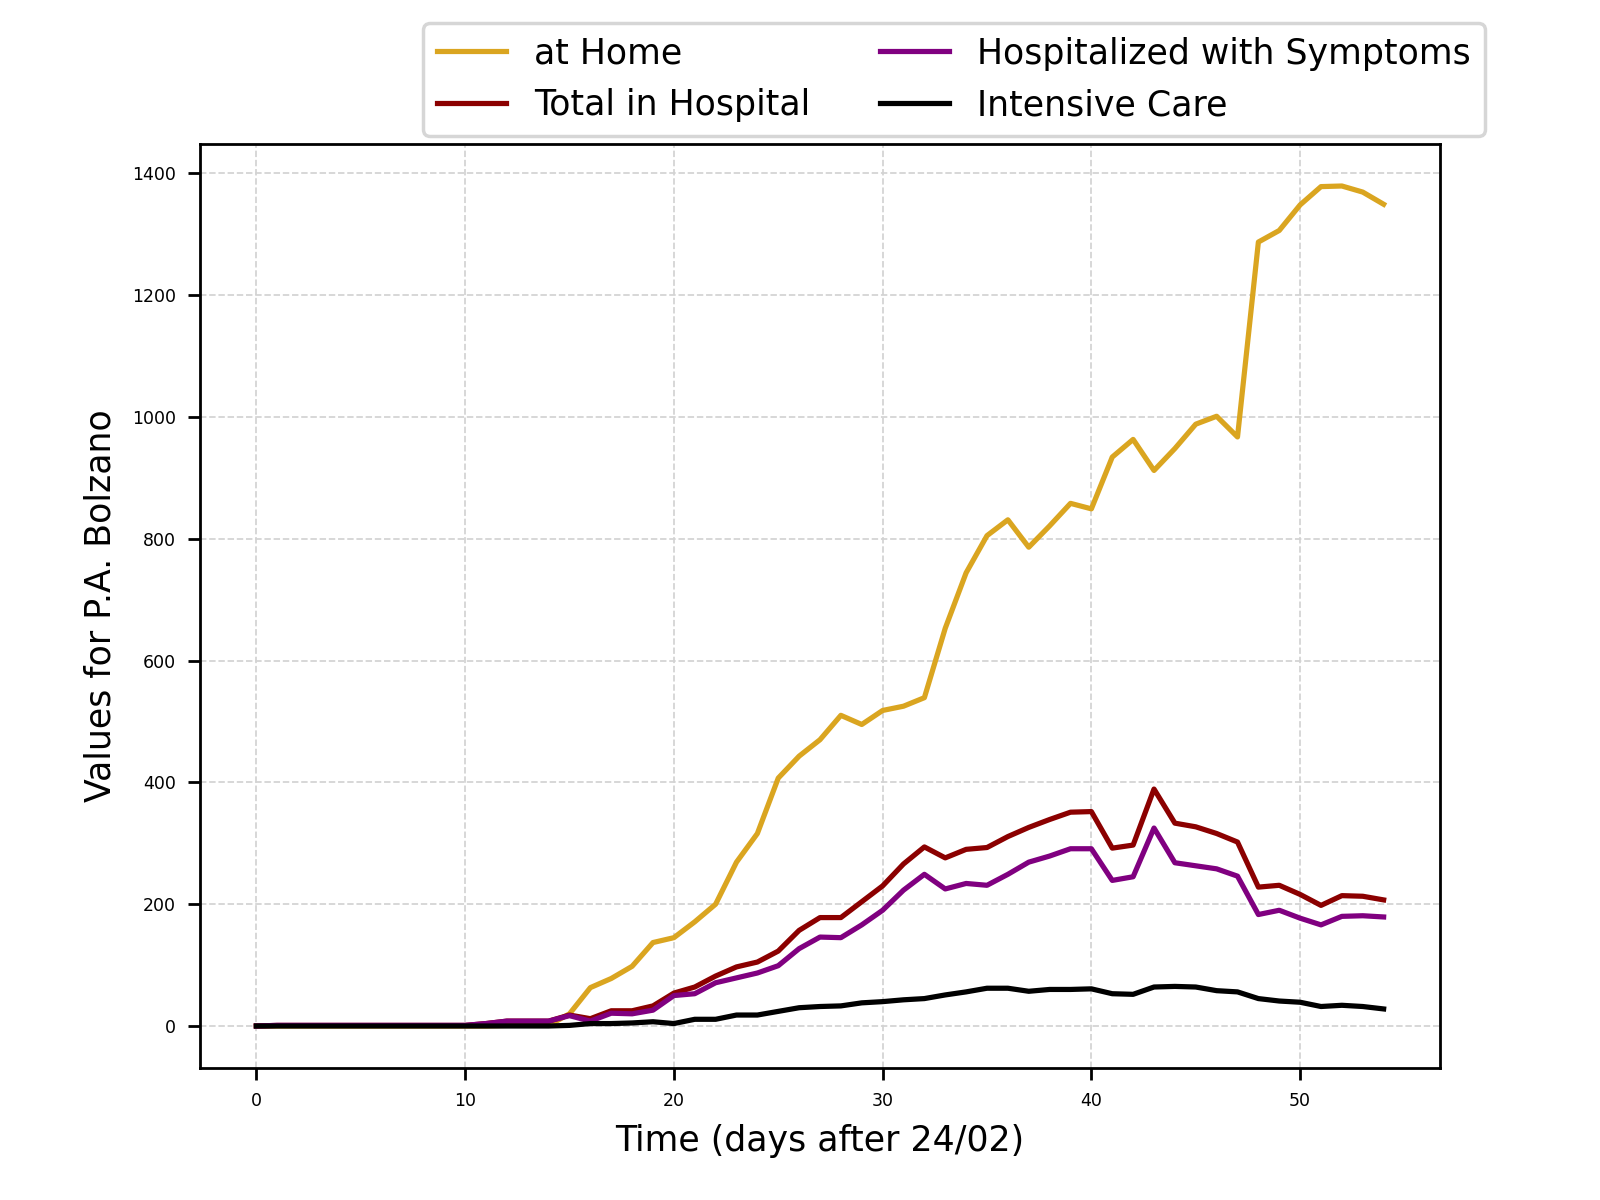 at Home
Total in Hospital
Hospitalized with Symptoms
Intensive Care
1400
1200
1000
800
600
400
200
0
Values for P.A. Bolzano
0 10 20 30 40 50
Time (days after 24/02)